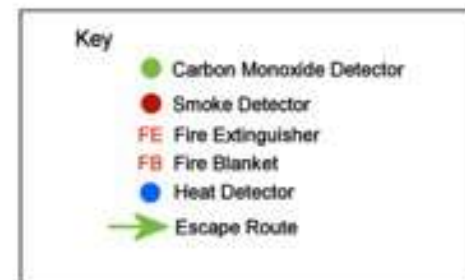 Key
Carbon Monoxide Detector
Smoke Detector
FE Fire Extinguisher
FB Fire Blanket
Heat Detector
Escape Route